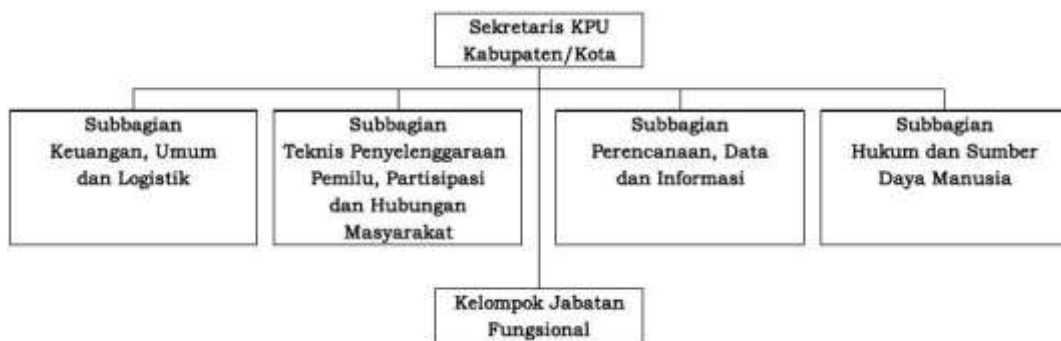 Sekretaris KPU
Kabupaten/Kota
Subbagian
Keuangan, Umum
dan Logistik
Subbagian
Teknis Penyelenggaraan
Pemilu, Partisipasi
dan Hubungan
Masyarakat
Subbagian
Perencanaan, Data
dan Informasi
Subbagian
Hukum dan Sumber
Daya Manusia
Kelompok Jabatan
Fungsional